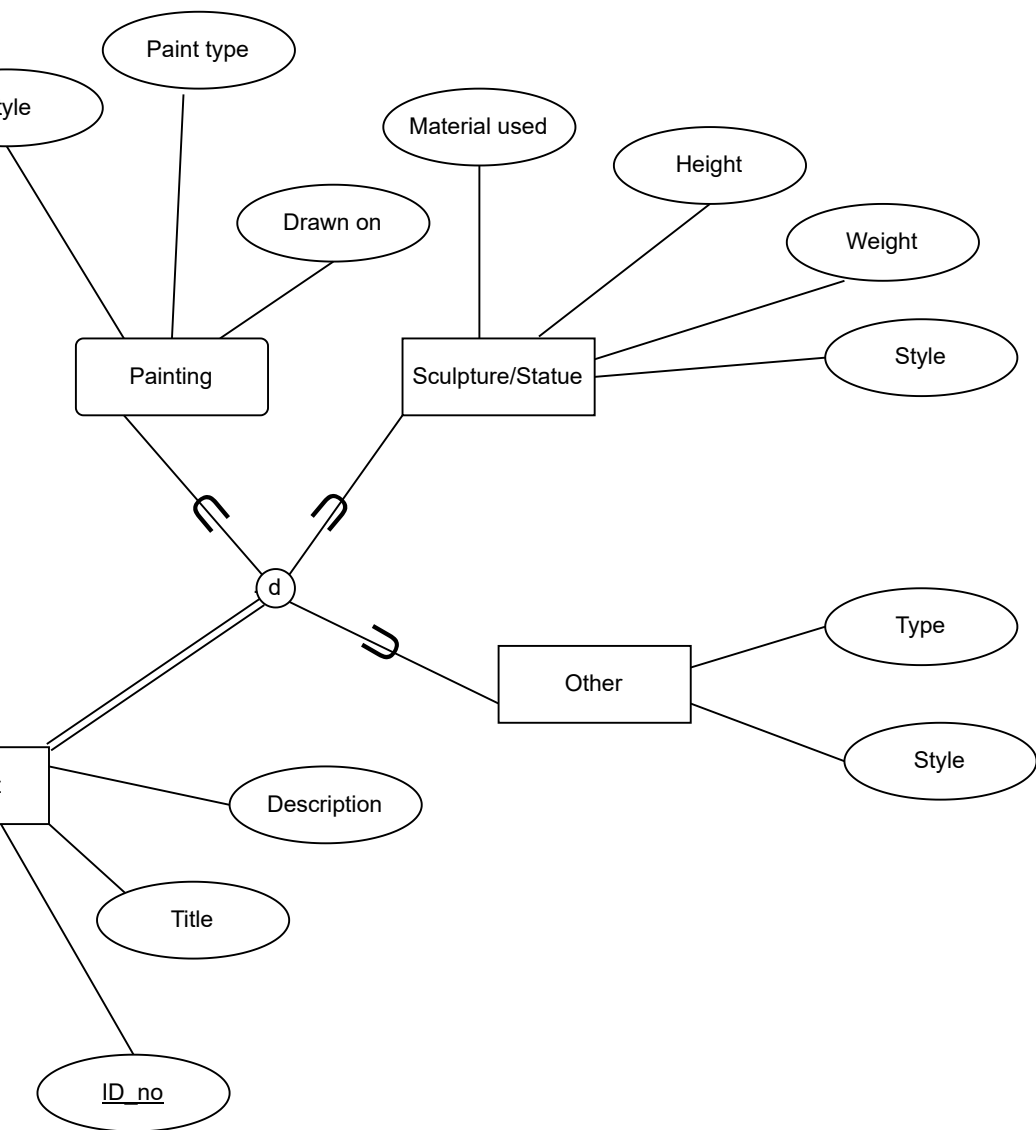 Paint type
Material used
Height
Drawn on
Weight
Style
Painting
Sculpture/Statue
d
Type
Other
Style
Description
Title
ID_no